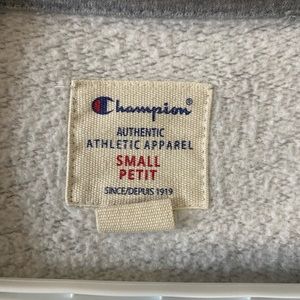 Champion®
AUTHENTIC
ATHLETIC APPAREL
SMALL
PETIT
SINCE/DEPUIS 1919